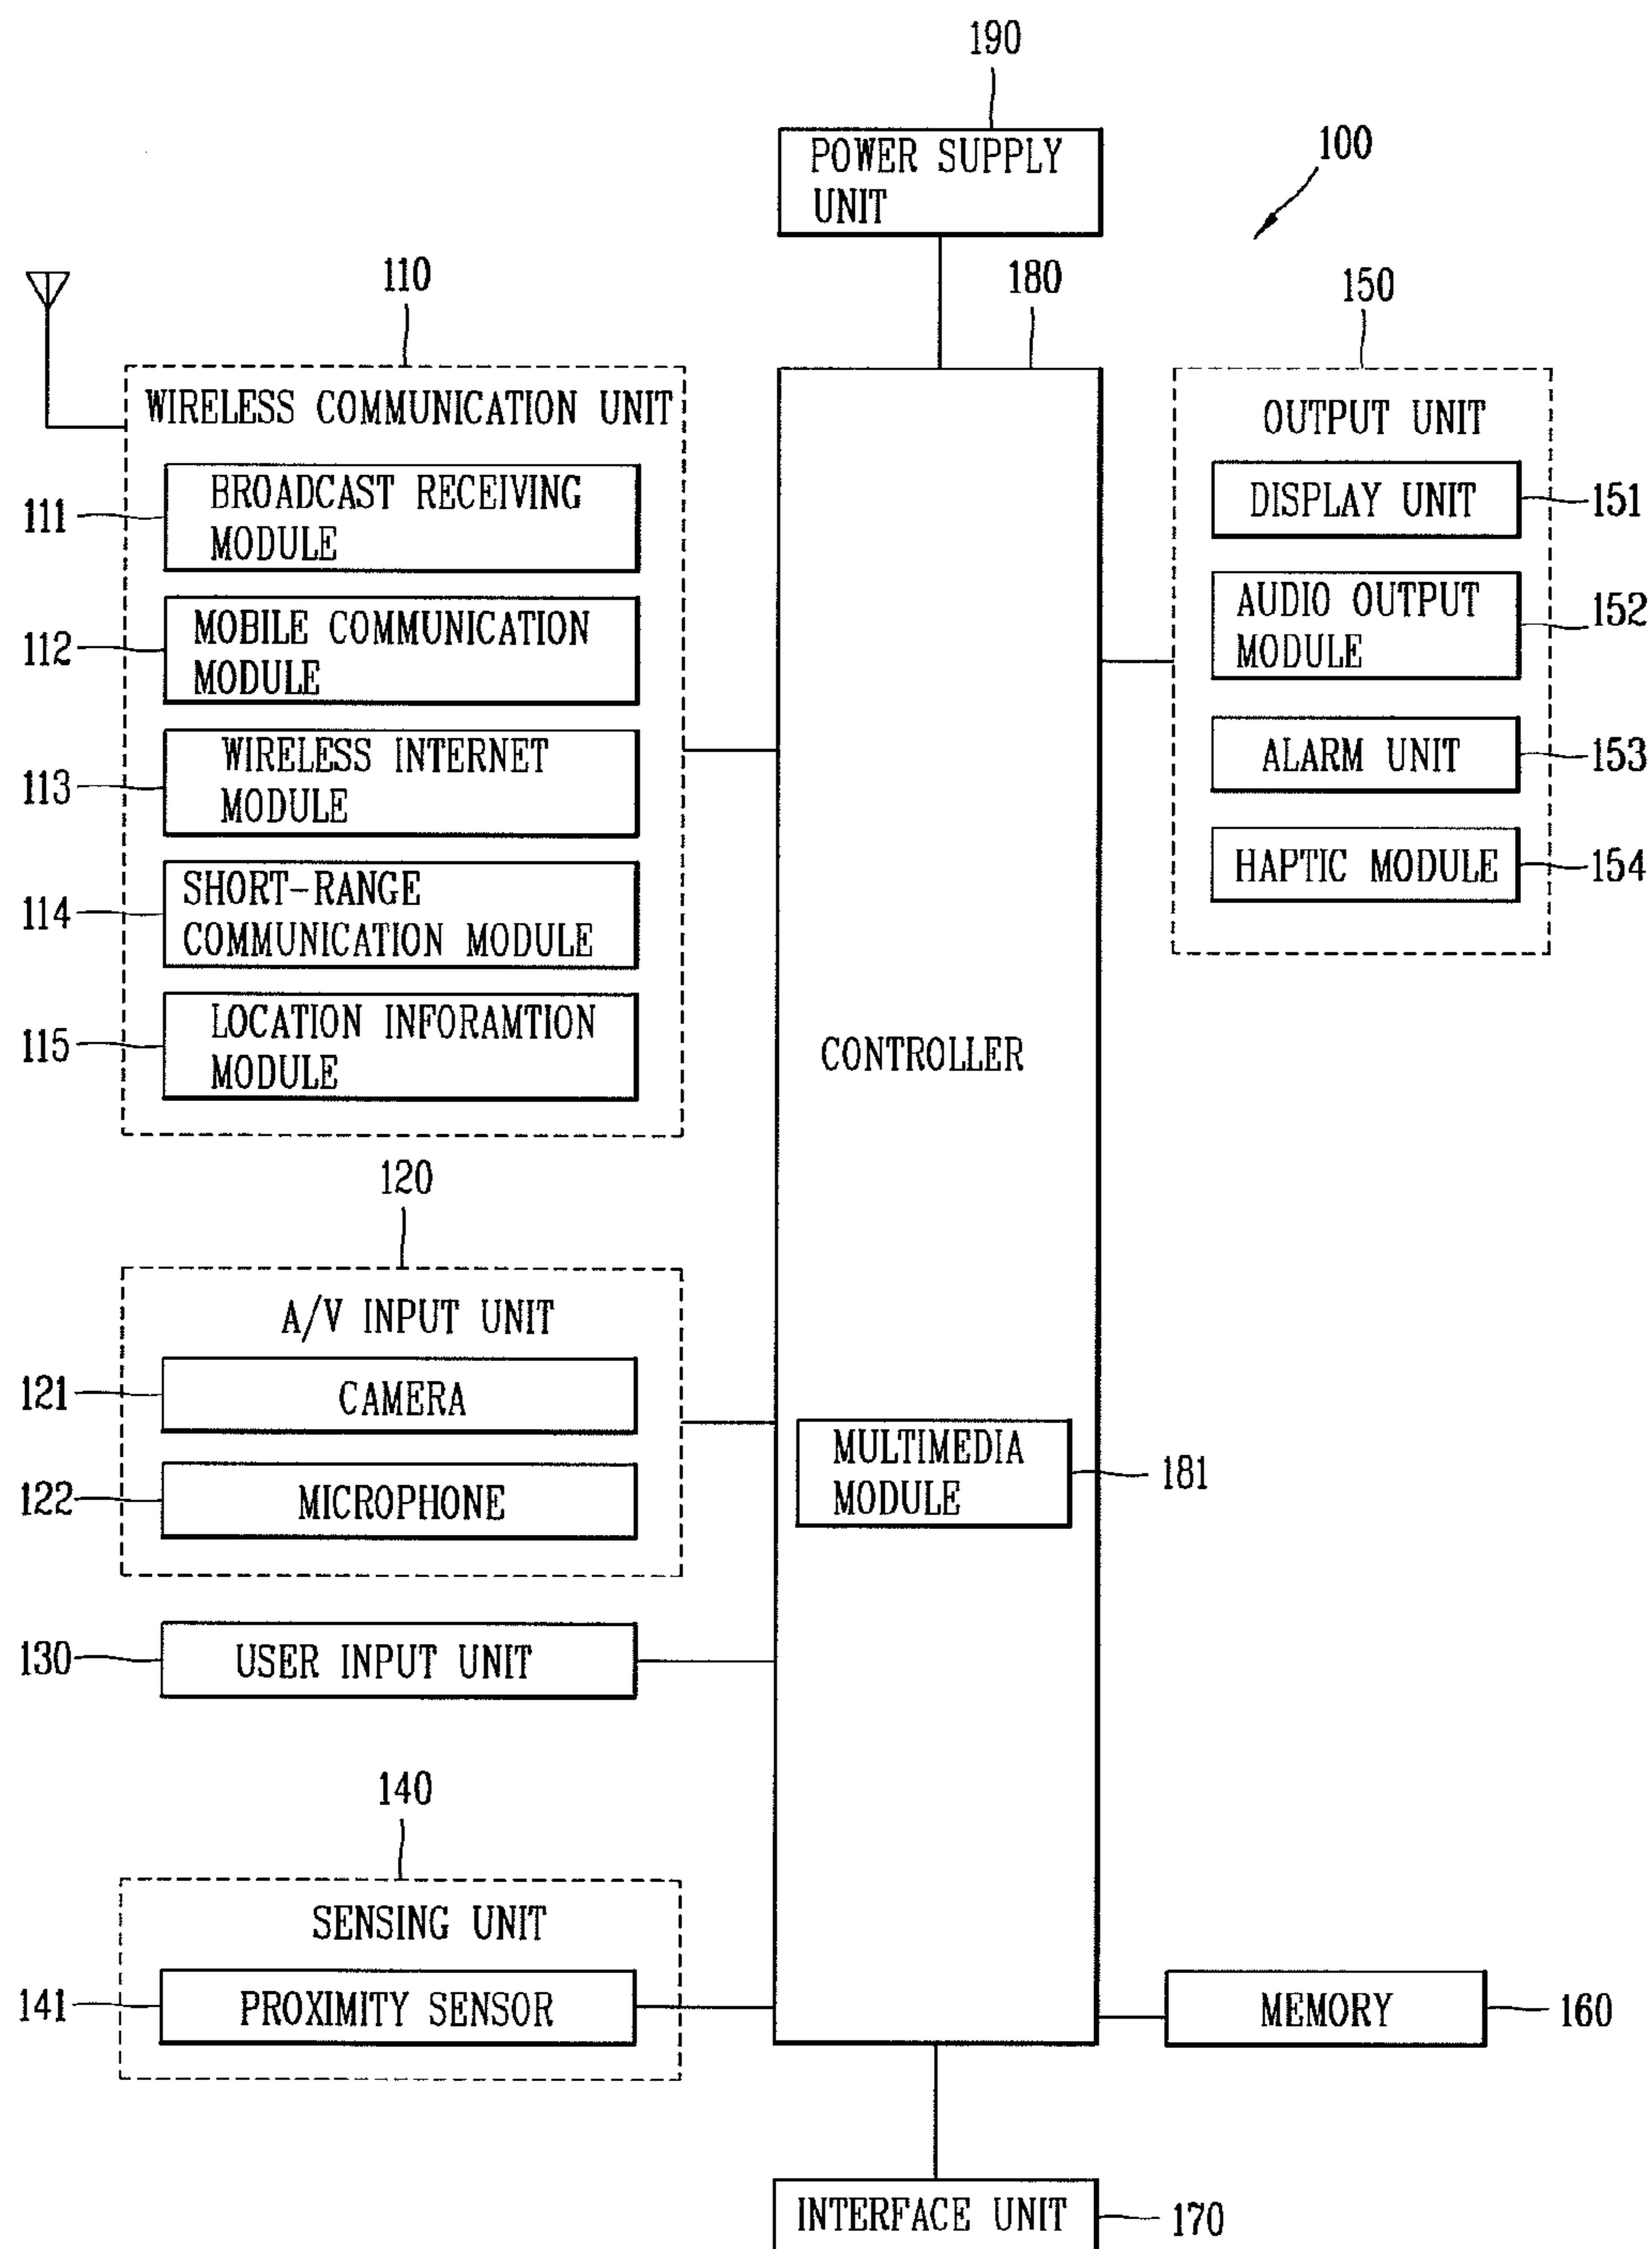 190
POWER SUPPLY
UNIT
100
110
180
150
WIRELESS COMMUNICATION UNIT
111
BROADCAST RECEIVING
MODULE
112
MOBILE COMMUNICATION
MODULE
113
WIRELESS INTERNET
MODULE
114
SHORT-RANGE
COMMUNICATION MODULE
115
LOCATION INFORAMTION
MODULE
OUTPUT UNIT
DISPLAY UNIT
151
AUDIO OUTPUT
MODULE
152
ALARM UNIT
153
HAPTIC MODULE
154
CONTROLLER
120
A/V INPUT UNIT
121
CAMERA
122
MICROPHONE
MULTIMEDIA
MODULE
181
130
USER INPUT UNIT
140
SENSING UNIT
141
PROXIMITY SENSOR
MEMORY
160
INTERFACE UNIT
170